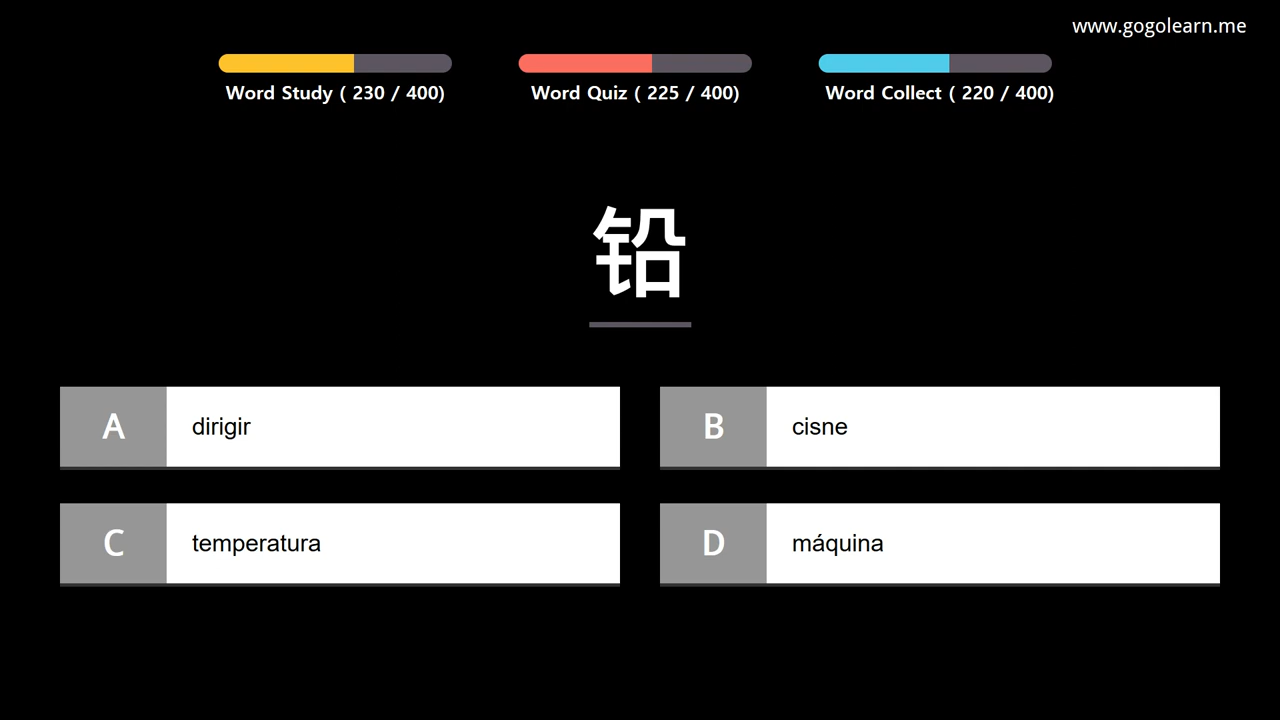 www.gogolearn.me
Word Study ( 230 / 400)
Word Quiz ( 225 / 400)
Word Collect ( 220 / 400)
铅
A dirigir
B cisne
C temperatura
D máquina